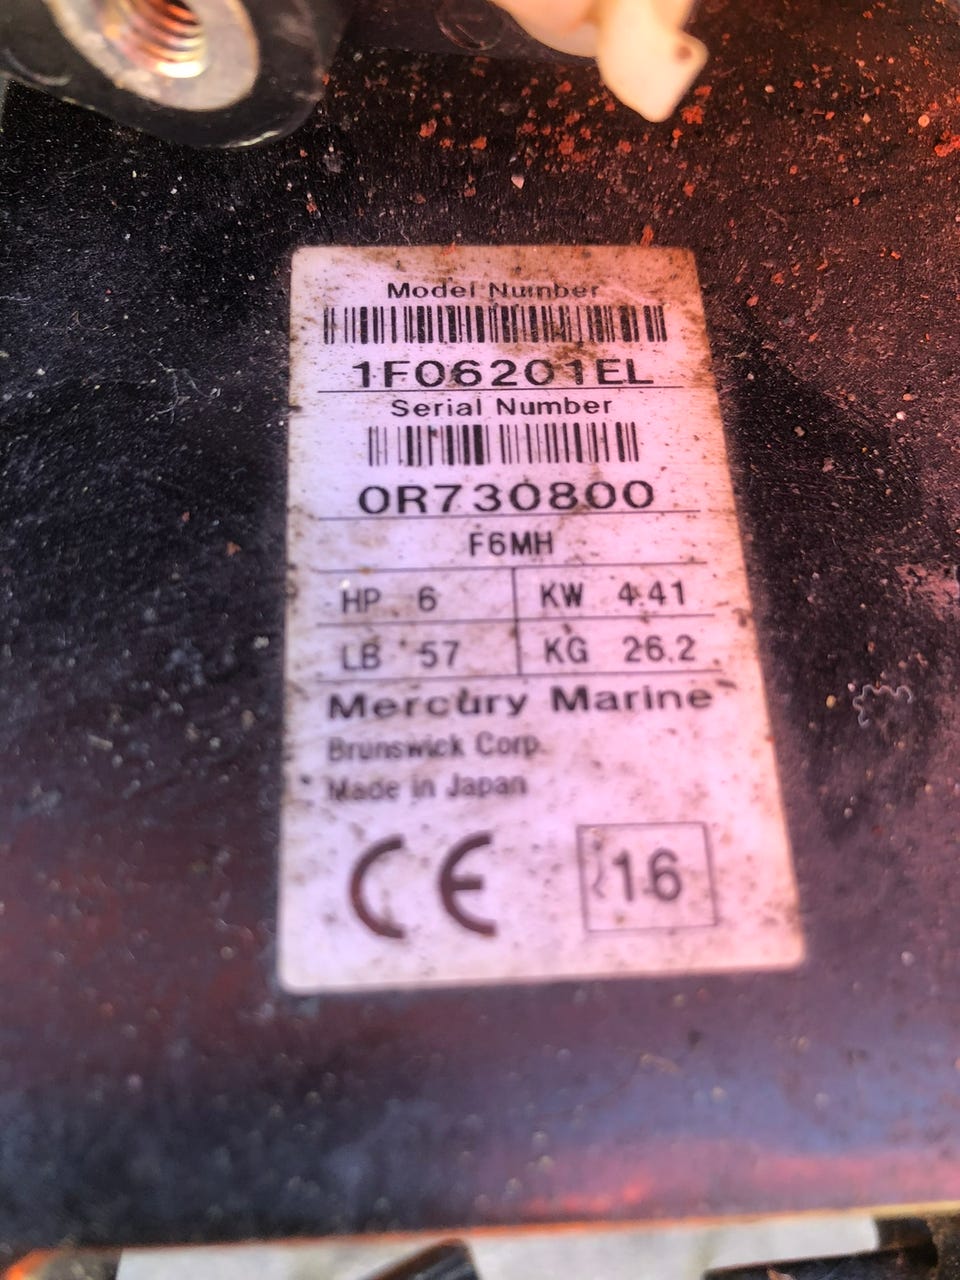 Model Number
1F06201EL
Serial Number
0R730800
F6MH
HP 6 KW 4.41
LB 57 KG 26.2
Mercury Marine
Brunswick Corp.
Made in Japan
CE 16